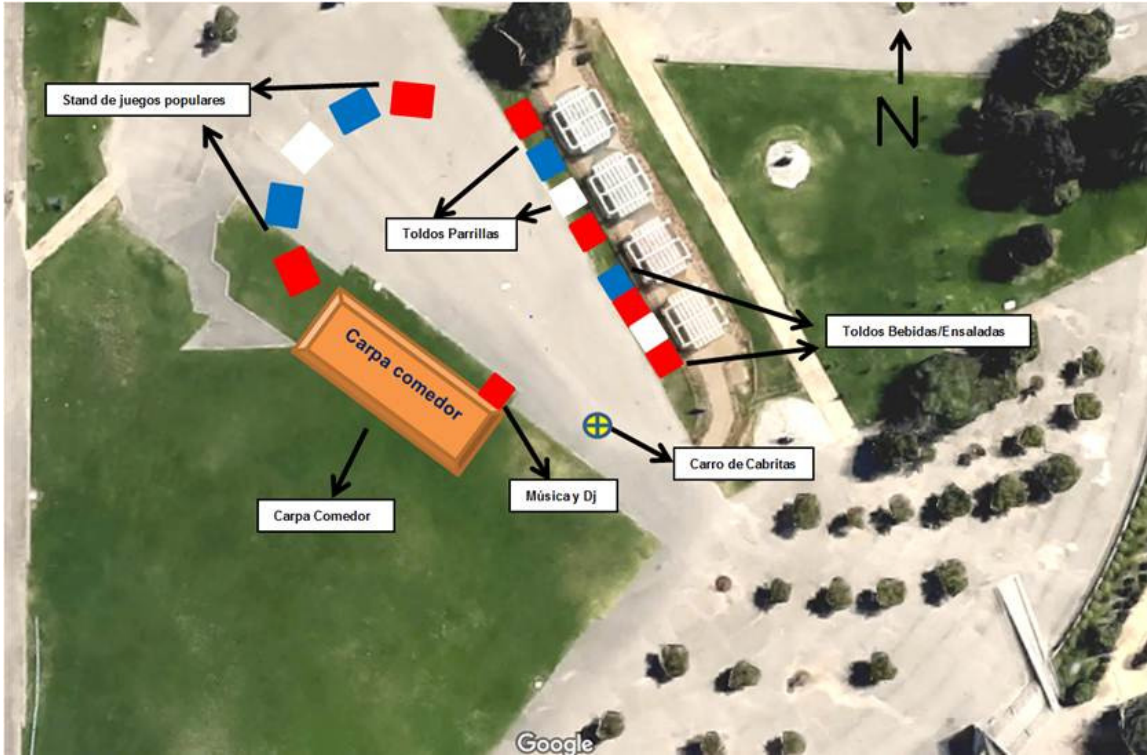 Stand de juegos populares
N
Toldos Parrillas
Toldos Bebidas/Ensaladas
Carpa comedor
Carro de Cabritas
Música y Dj
Carpa Comedor
Google